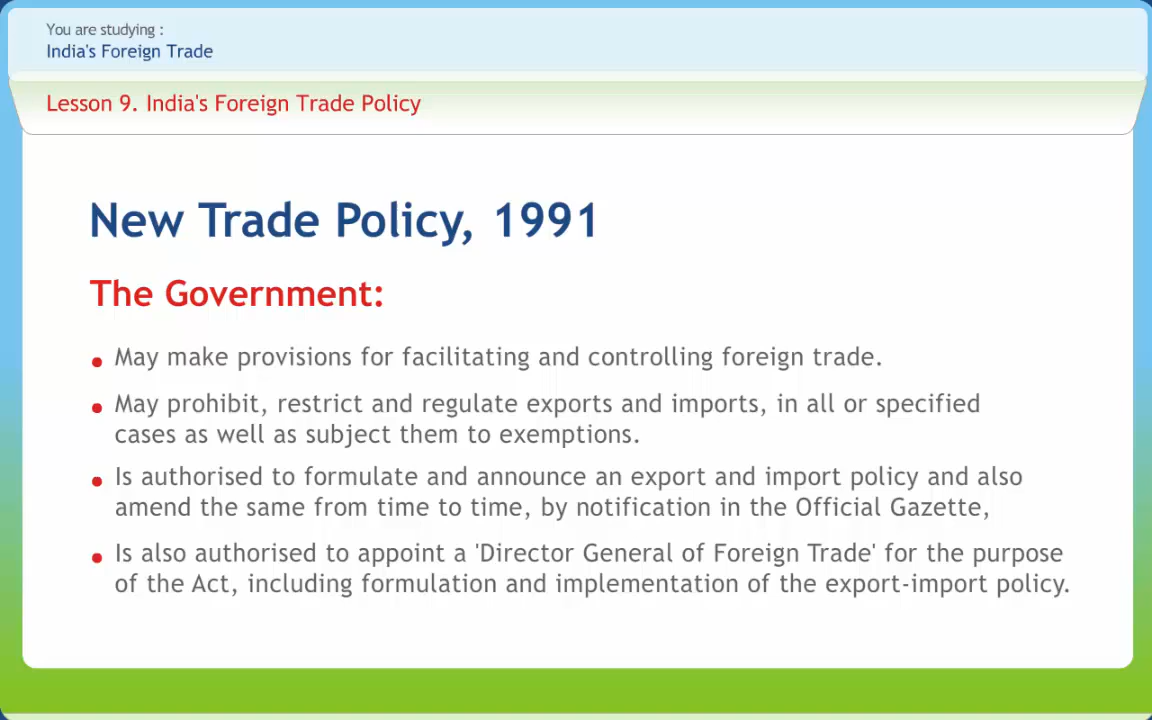 You are studying :
India's Foreign Trade
Lesson 9. India's Foreign Trade Policy
New Trade Policy, 1991
The Government:
• May make provisions for facilitating and controlling foreign trade.
• May prohibit, restrict and regulate exports and imports, in all or specified
cases as well as subject them to exemptions.
• Is authorised to formulate and announce an export and import policy and also
amend the same from time to time, by notification in the Official Gazette,
• Is also authorised to appoint a 'Director General of Foreign Trade' for the purpose
of the Act, including formulation and implementation of the export-import policy.